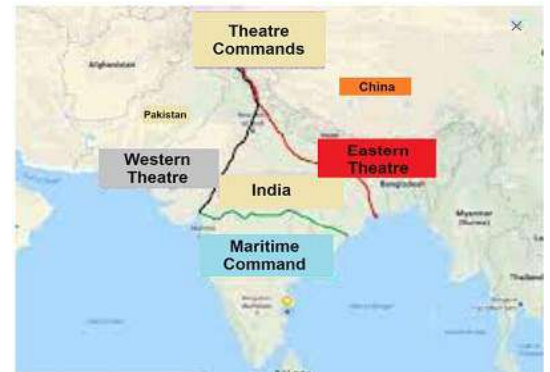 Theatre
Commands
Afghanistan
China
Pakistan
Western
Theatre
Eastern
Theatre
India
Bangladesh
Myanmar
(Burma)
Maritime
Command
Thailand